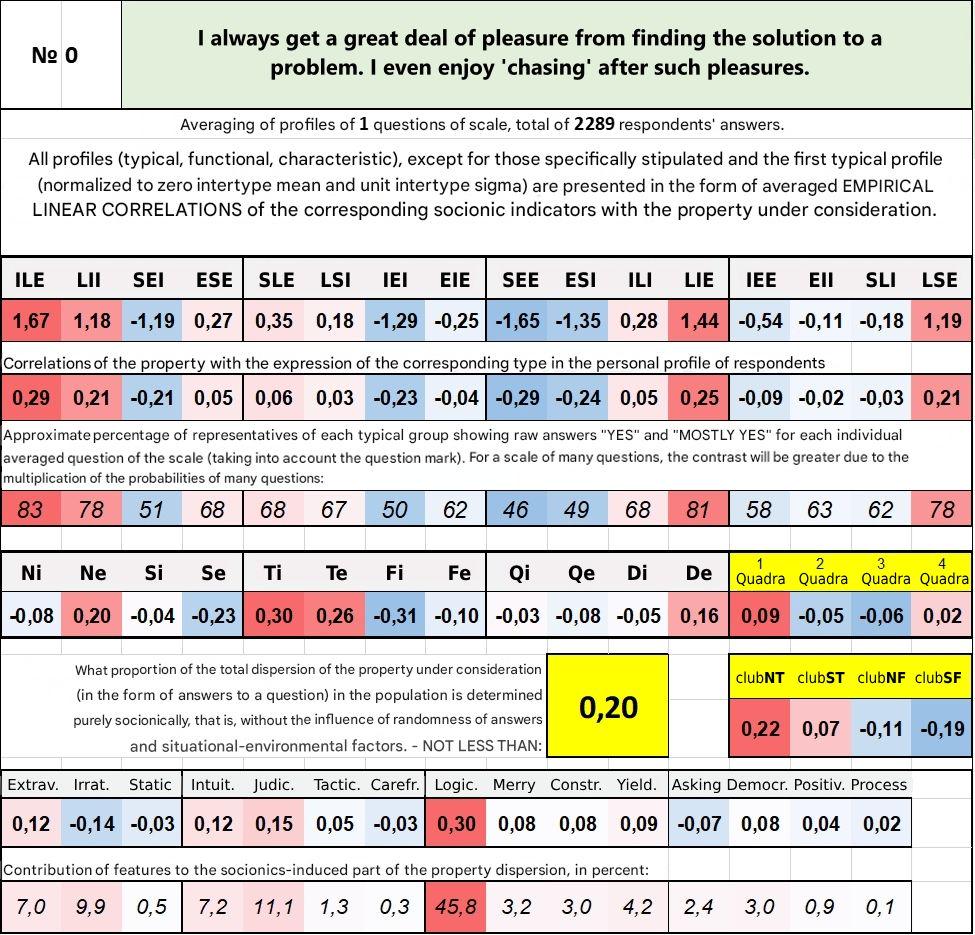 № 0
I always get a great deal of pleasure from finding the solution to a
problem. I even enjoy 'chasing' after such pleasures.
Averaging of profiles of 1 questions of scale, total of 2289 respondents' answers.
All profiles (typical, functional, characteristic), except for those specifically stipulated and the first typical profile
(normalized to zero intertype mean and unit intertype sigma) are presented in the form of averaged EMPIRICAL
LINEAR CORRELATIONS of the corresponding socionic indicators with the property under consideration.
ILE LII SEI ESE SLE LSI IEI EIE SEE ESI ILI LIE IEE EII SLI LSE
1,67 1,18 -1,19 0,27 0,35 0,18 -1,29 -0,25 -1,65 -1,35 0,28 1,44 -0,54 -0,11 -0,18 1,19
Correlations of the property with the expression of the corresponding type in the personal profile of respondents
0,29 0,21 -0,21 0,05 0,06 0,03 -0,23 -0,04 -0,29 -0,24 0,05 0,25 -0,09 -0,02 -0,03 0,21
Approximate percentage of representatives of each typical group showing raw answers "YES" and "MOSTLY YES" for each individual
averaged question of the scale (taking into account the question mark). For a scale of many questions, the contrast will be greater due to the
multiplication of the probabilities of many questions:
83 78 51 68 68 67 50 62 46 49 68 81 58 63 62 78
Ni Ne Si Se Ti Te Fi Fe Qi Qe Di De 1 Quadra 2 Quadra 3 Quadra 4 Quadra
-0,08 0,20 -0,04 -0,23 0,30 0,26 -0,31 -0,10 -0,03 -0,08 -0,05 0,16 0,09 -0,05 -0,06 0,02
What proportion of the total dispersion of the property under consideration
(in the form of answers to a question) in the population is determined
purely socionically, that is, without the influence of randomness of answers
and situational-environmental factors. - NOT LESS THAN:
0,20
clubNT clubST clubNF clubSF
0,22 0,07 -0,11 -0,19
Extrav. Irrat. Static Intuit. Judic. Tactic. Carefr. Logic. Merry Constr. Yield. Asking Democr. Positiv. Process
0,12 -0,14 -0,03 0,12 0,15 0,05 -0,03 0,30 0,08 0,08 0,09 -0,07 0,08 0,04 0,02
Contribution of features to the socionics-induced part of the property dispersion, in percent:
7,0 9,9 0,5 7,2 11,1 1,3 0,3 45,8 3,2 3,0 4,2 2,4 3,0 0,9 0,1